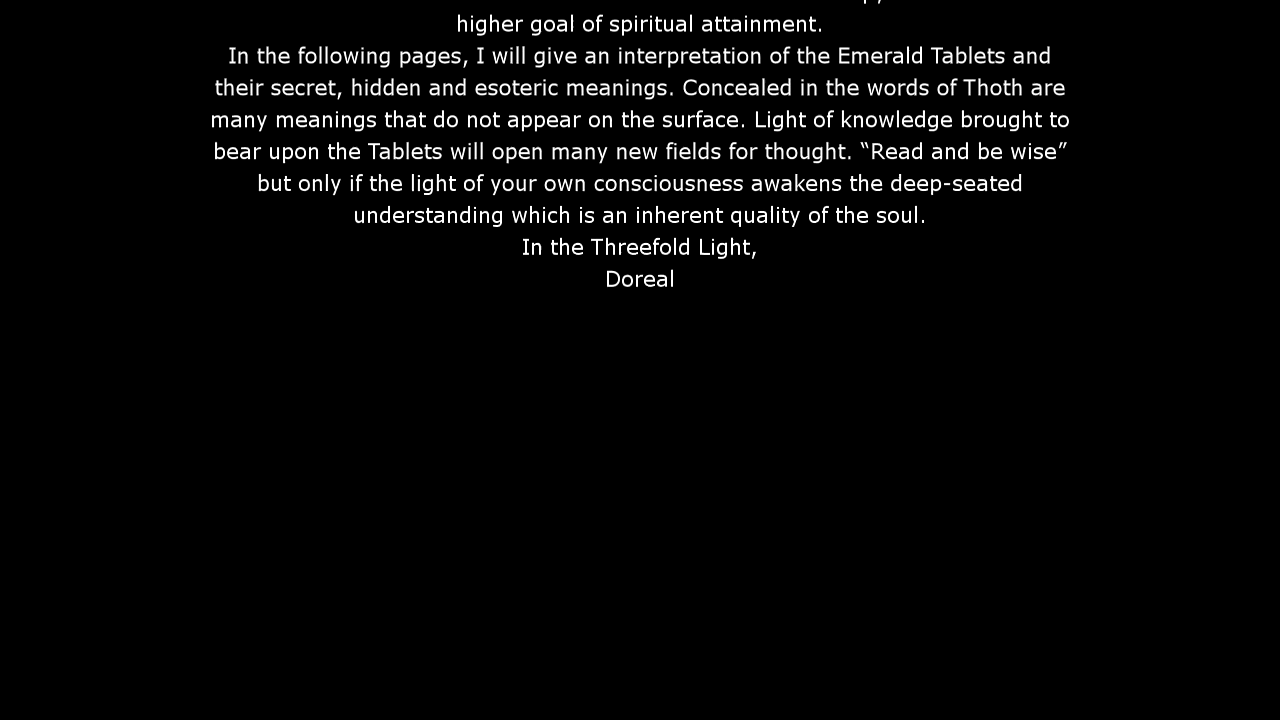 higher goal of spiritual attainment.
In the following pages, I will give an interpretation of the Emerald Tablets and
their secret, hidden and esoteric meanings. Concealed in the words of Thoth are
many meanings that do not appear on the surface. Light of knowledge brought to
bear upon the Tablets will open many new fields for thought. “Read and be wise”
but only if the light of your own consciousness awakens the deep-seated
understanding which is an inherent quality of the soul.
In the Threefold Light,
Doreal